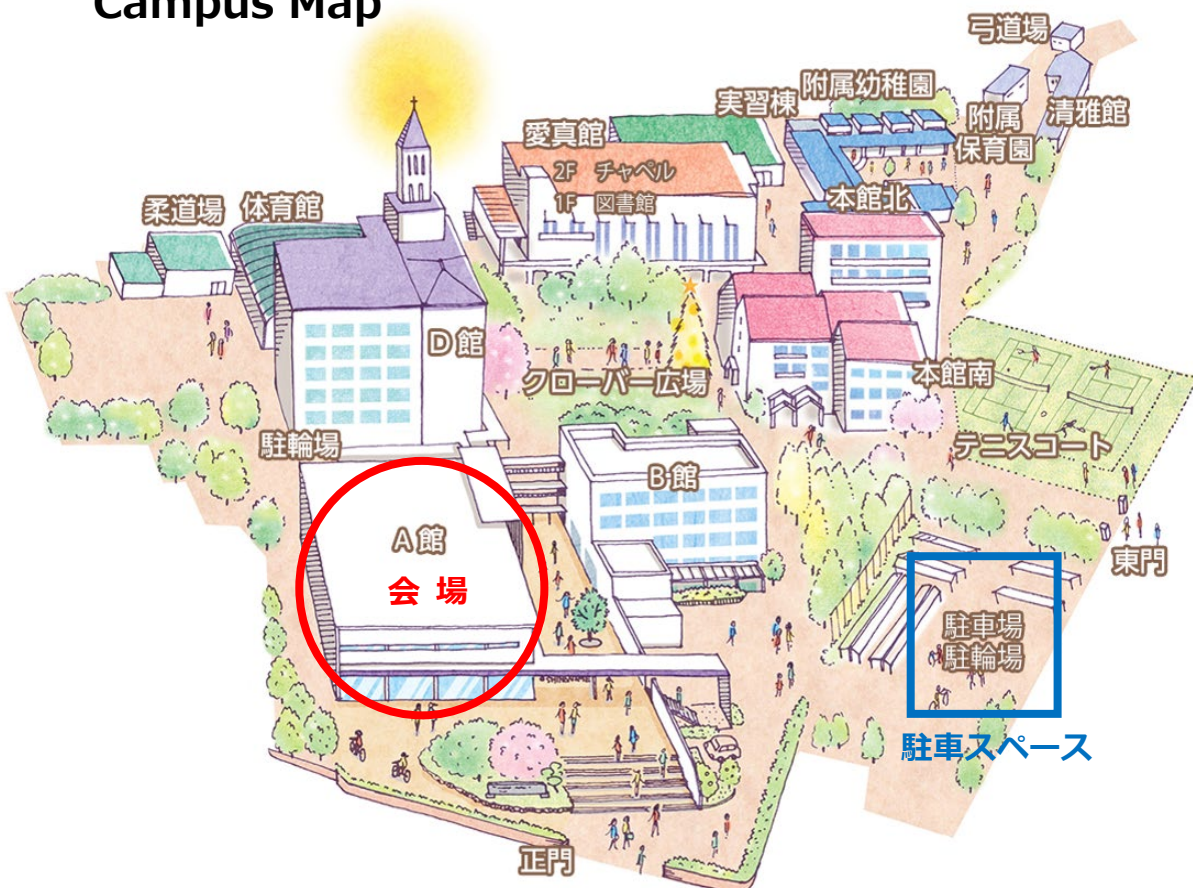 Campus Map
弓道場
附属幼稚園
実習棟
附属
保育園
清雅館
愛真館
2F チャペル
1F 図書館
本館北
柔道場
体育館
D館
クローバー広場
本館南
テニスコート
駐輪場
B館
A館
会場
東門
駐車場
駐輪場
駐車スペース
正門